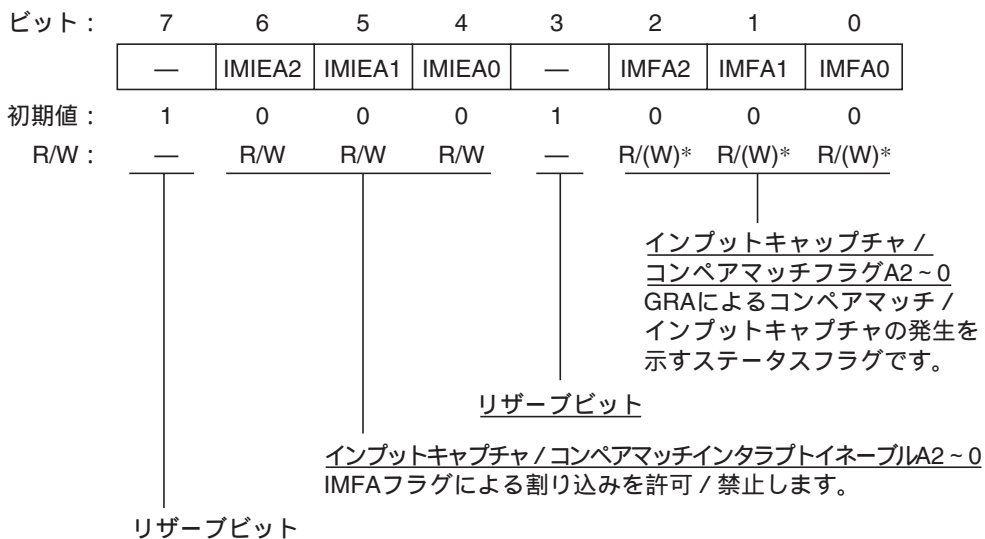 ビット： 7 6 5 4 3 2 1 0
— IMIEA2 IMIEA1 IMIEA0 — IMFA2 IMFA1 IMFA0
初期値： 1 0 0 0 1 0 0 0
R/W： — R/W R/W R/W — R/(W)* R/(W)* R/(W)*
インプットキャップチャ／
コンペアマッチフラグA2～0
GRAによるコンペアマッチ／
インプットキャプチャの発生を
示すステータスフラグです。
リザーブビット
インプットキャプチャ／コンペアマッチインタラプトイネーブルA2～0
IMFAフラグによる割り込みを許可／禁止します。
リザーブビット